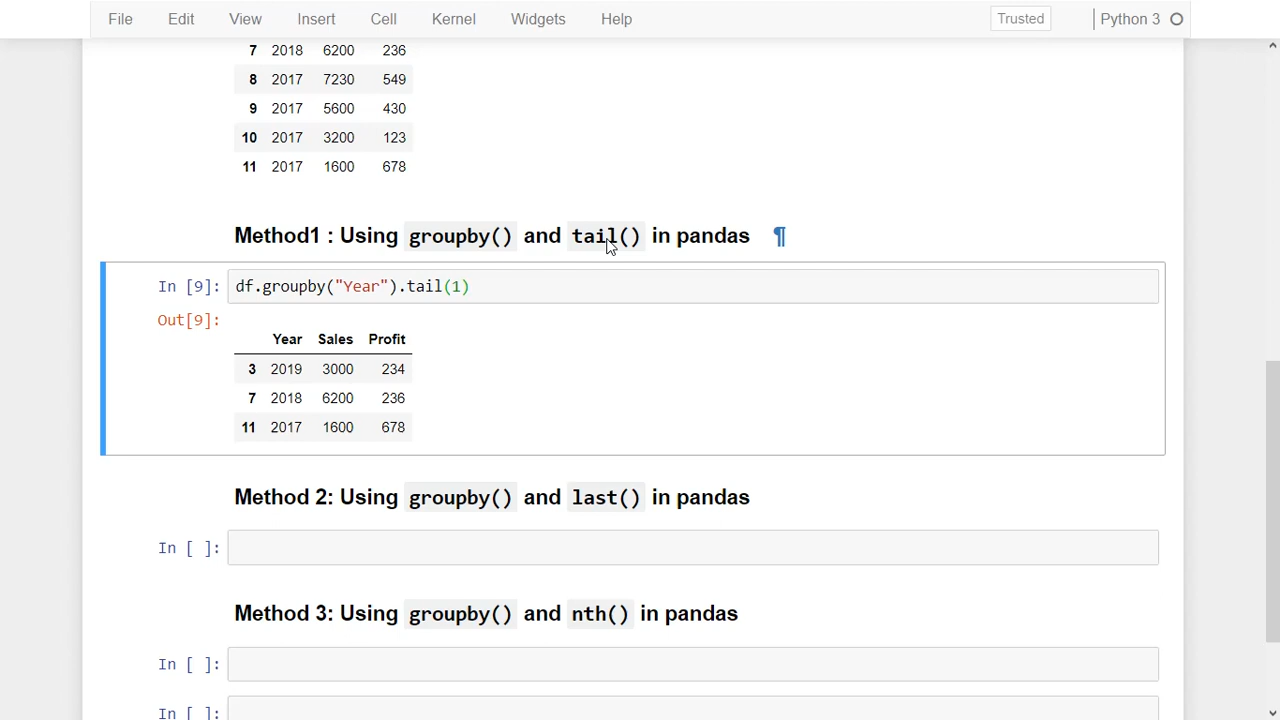 File Edit View Insert Cell Kernel Widgets Help Trusted Python 3
7 2018 6200 236
8 2017 7230 549
9 2017 5600 430
10 2017 3200 123
11 2017 1600 678
Method1 : Using groupby() and tail() in pandas ¶
In [9]: df.groupby("Year").tail(1)
Out[9]:
Year Sales Profit
3 2019 3000 234
7 2018 6200 236
11 2017 1600 678
Method 2: Using groupby() and last() in pandas
In [ ]:
Method 3: Using groupby() and nth() in pandas
In [ ]:
In [ ]: